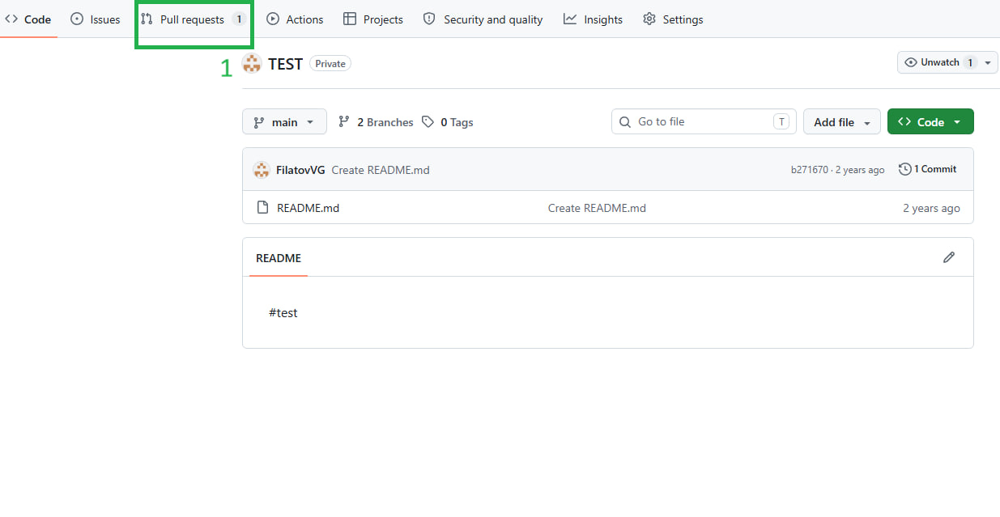 Code Issues Pull requests 1 Actions Projects Security and quality Insights Settings
1 TEST Private Unwatch 1
main 2 Branches 0 Tags Go to file T Add file Code
FilatovVG Create README.md b271670 · 2 years ago 1 Commit
README.md Create README.md 2 years ago
README
#test